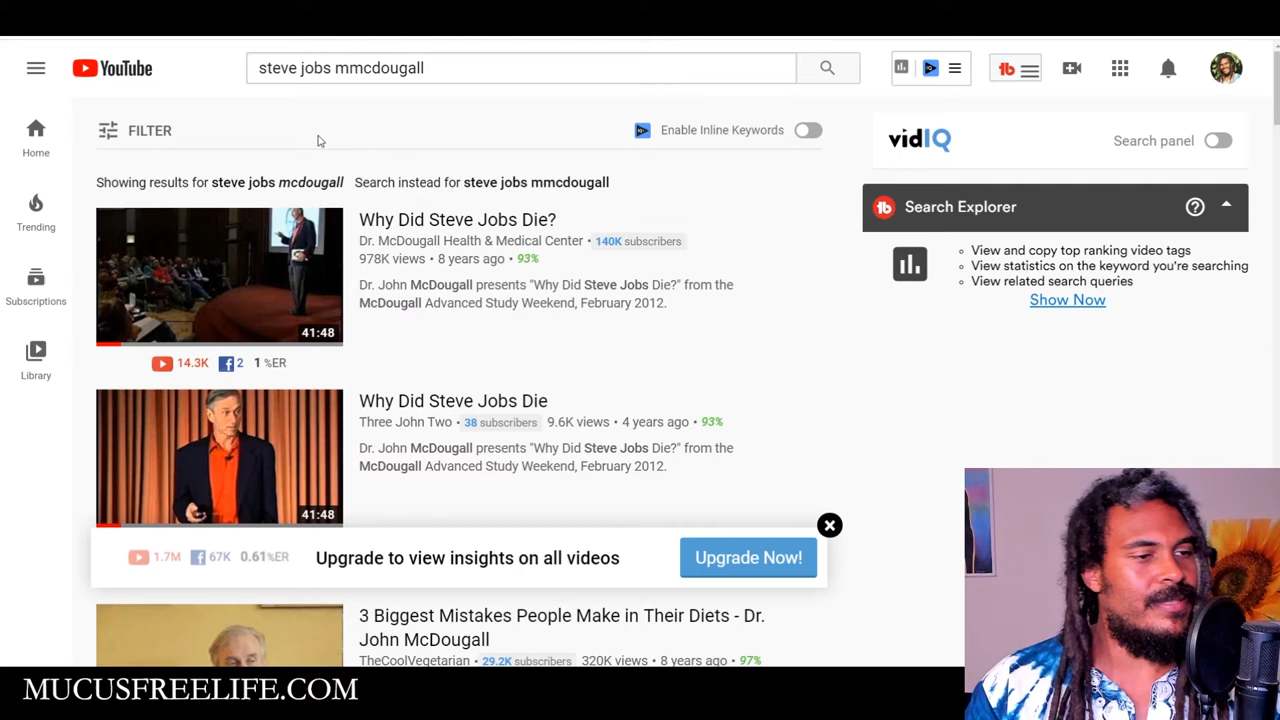 YouTube
steve jobs mmcdougall
FILTER
Enable Inline Keywords
vidIQ
Search panel
Home
Trending
Subscriptions
Library
Showing results for steve jobs mcdougall Search instead for steve jobs mmcdougall
Why Did Steve Jobs Die?
Dr. McDougall Health & Medical Center • 140K subscribers
978K views • 8 years ago • 93%
Dr. John McDougall presents "Why Did Steve Jobs Die?" from the
McDougall Advanced Study Weekend, February 2012.
41:48
14.3K 2 1 %ER
Why Did Steve Jobs Die
Three John Two • 38 subscribers 9.6K views • 4 years ago • 93%
Dr. John McDougall presents "Why Did Steve Jobs Die?" from the
McDougall Advanced Study Weekend, February 2012.
41:48
1.7M 67K 0.61%ER
Upgrade to view insights on all videos
Upgrade Now!
3 Biggest Mistakes People Make in Their Diets - Dr.
John McDougall
TheCoolVegetarian • 29.2K subscribers 320K views • 8 years ago • 97%
tb Search Explorer
View and copy top ranking video tags
View statistics on the keyword you're searching
View related search queries
Show Now
MUCUSFREELIFE.COM